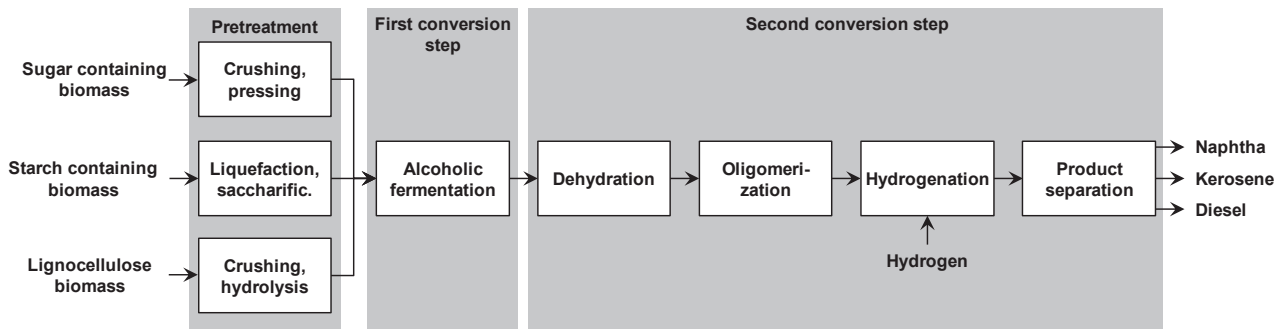 Pretreatment
First conversion
step
Second conversion step
Sugar containing
biomass
Crushing,
pressing
Starch containing
biomass
Liquefaction,
saccharific.
Alcoholic
fermentation
Dehydration
Oligomeri-
zation
Hydrogenation
Product
separation
Naphtha
Kerosene
Diesel
Hydrogen
Lignocellulose
biomass
Crushing,
hydrolysis